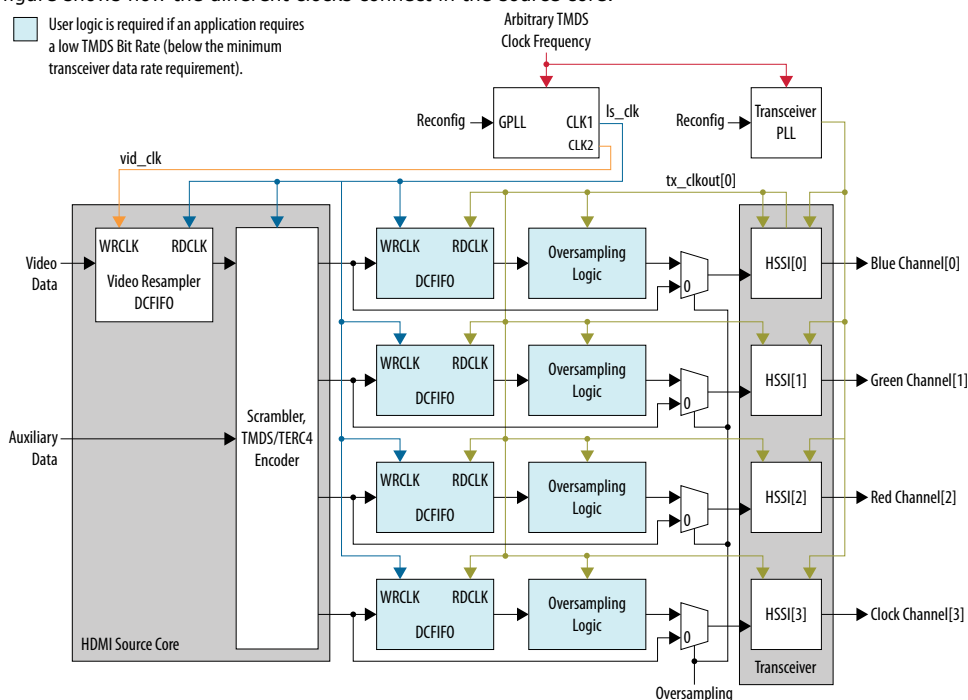 User logic is required if an application requires
a low TMDS Bit Rate (below the minimum
transceiver data rate requirement).
Arbitrary TMDS
Clock Frequency
Reconfig
GPLL
CLK1
CLK2
ls_clk
Reconfig
Transceiver
PLL
vid_clk
tx_clkout[0]
WRCLK
RDCLK
Video Resampler
DCFIFO
Video
Data
WRCLK
RDCLK
DCFIFO
Oversampling
Logic
0
HSSI[0]
Blue Channel[0]
WRCLK
RDCLK
DCFIFO
Oversampling
Logic
0
HSSI[1]
Green Channel[1]
Scrambler,
TMDS/TERC4
Encoder
Auxiliary
Data
WRCLK
RDCLK
DCFIFO
Oversampling
Logic
0
HSSI[2]
Red Channel[2]
WRCLK
RDCLK
DCFIFO
Oversampling
Logic
0
HSSI[3]
Clock Channel[3]
HDMI Source Core
Transceiver
Oversampling